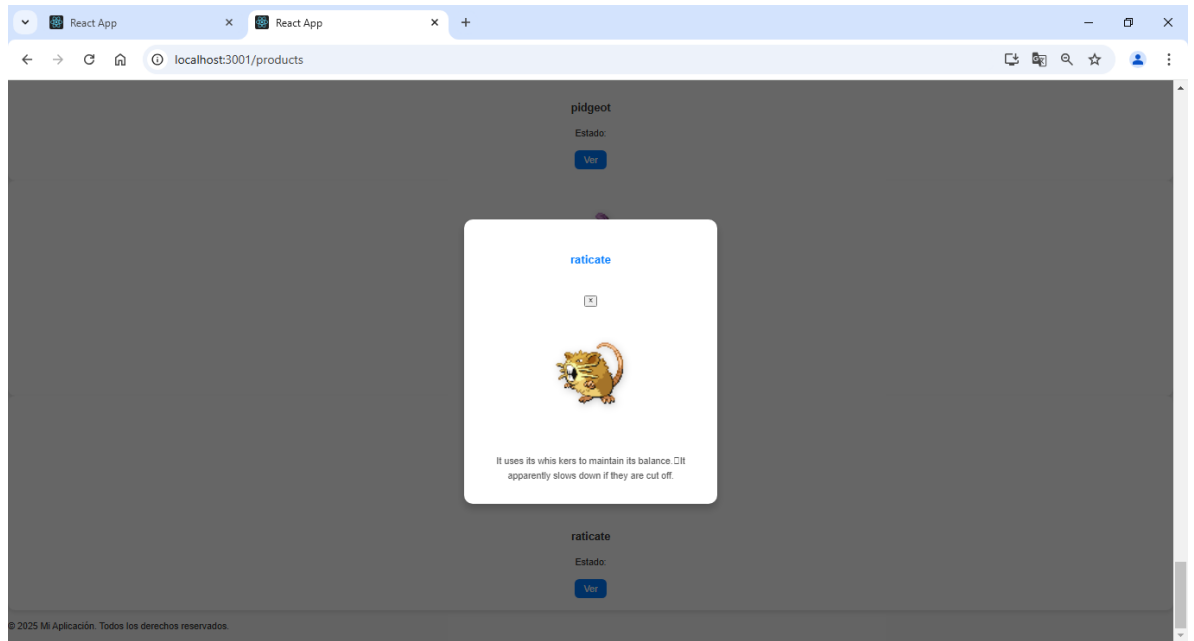 React App
React App
localhost:3001/products
pidgeot
Estado:
Ver
raticate
x
It uses its whis kers to maintain its balance.□It
apparently slows down if they are cut off.
raticate
Estado:
Ver
© 2025 Mi Aplicación. Todos los derechos reservados.